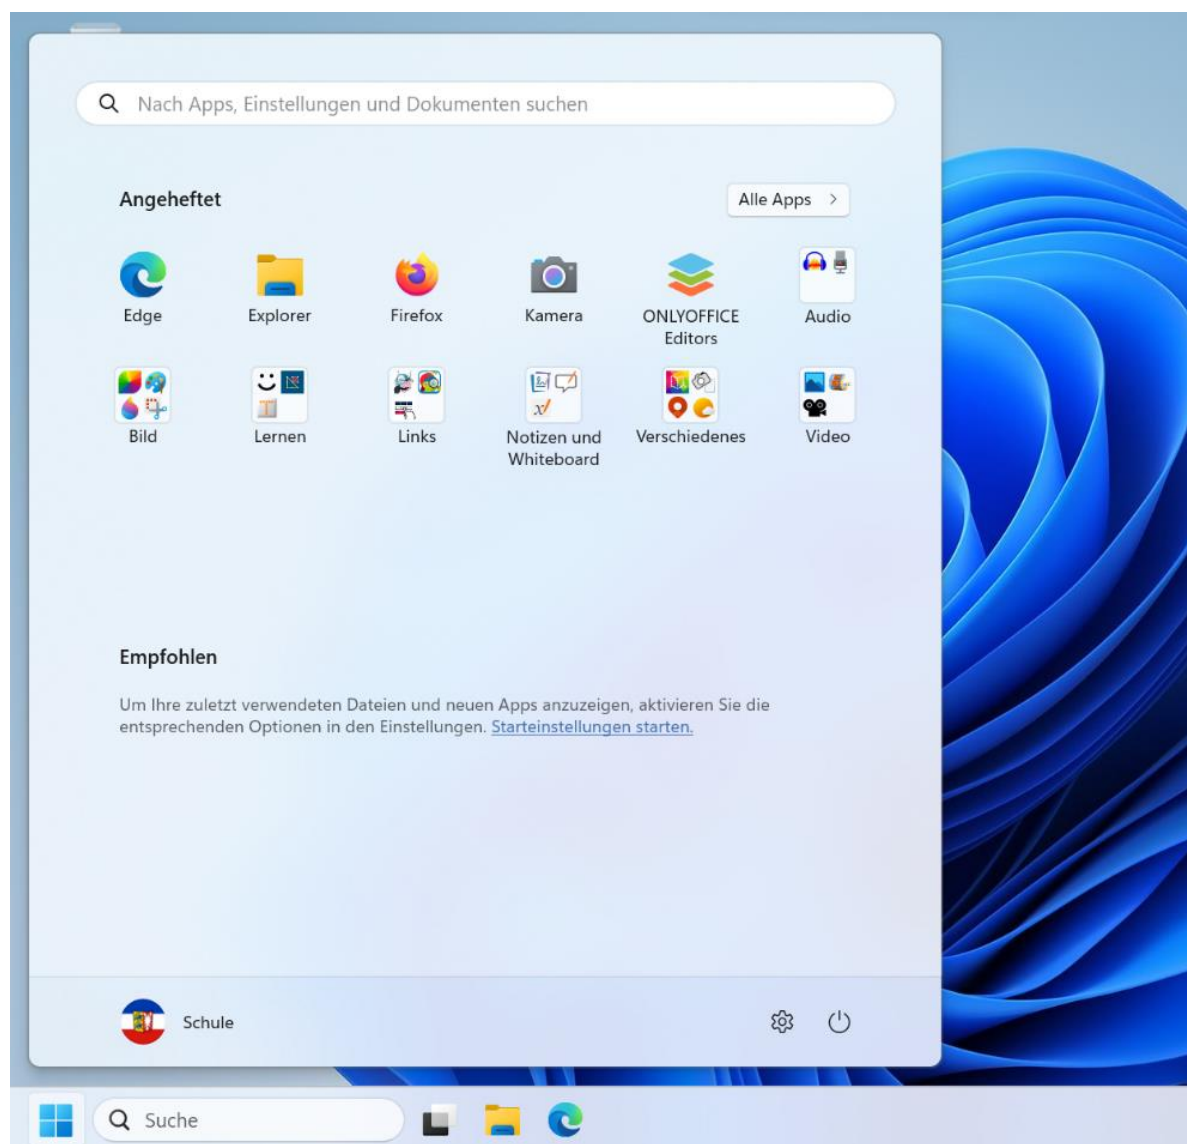 Nach Apps, Einstellungen und Dokumenten suchen
Angeheftet
Alle Apps
Edge
Explorer
Firefox
Kamera
ONLYOFFICE
Editors
Audio
Bild
Lernen
Links
Notizen und
Whiteboard
Verschiedenes
Video
Empfohlen
Um Ihre zuletzt verwendeten Dateien und neuen Apps anzuzeigen, aktivieren Sie die
entsprechenden Optionen in den Einstellungen. Starteinstellungen starten.
Schule
Suche